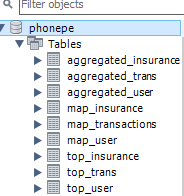 Filter objects
phonepe
Tables
aggregated_insurance
aggregated_trans
aggregated_user
map_insurance
map_transactions
map_user
top_insurance
top_trans
top_user